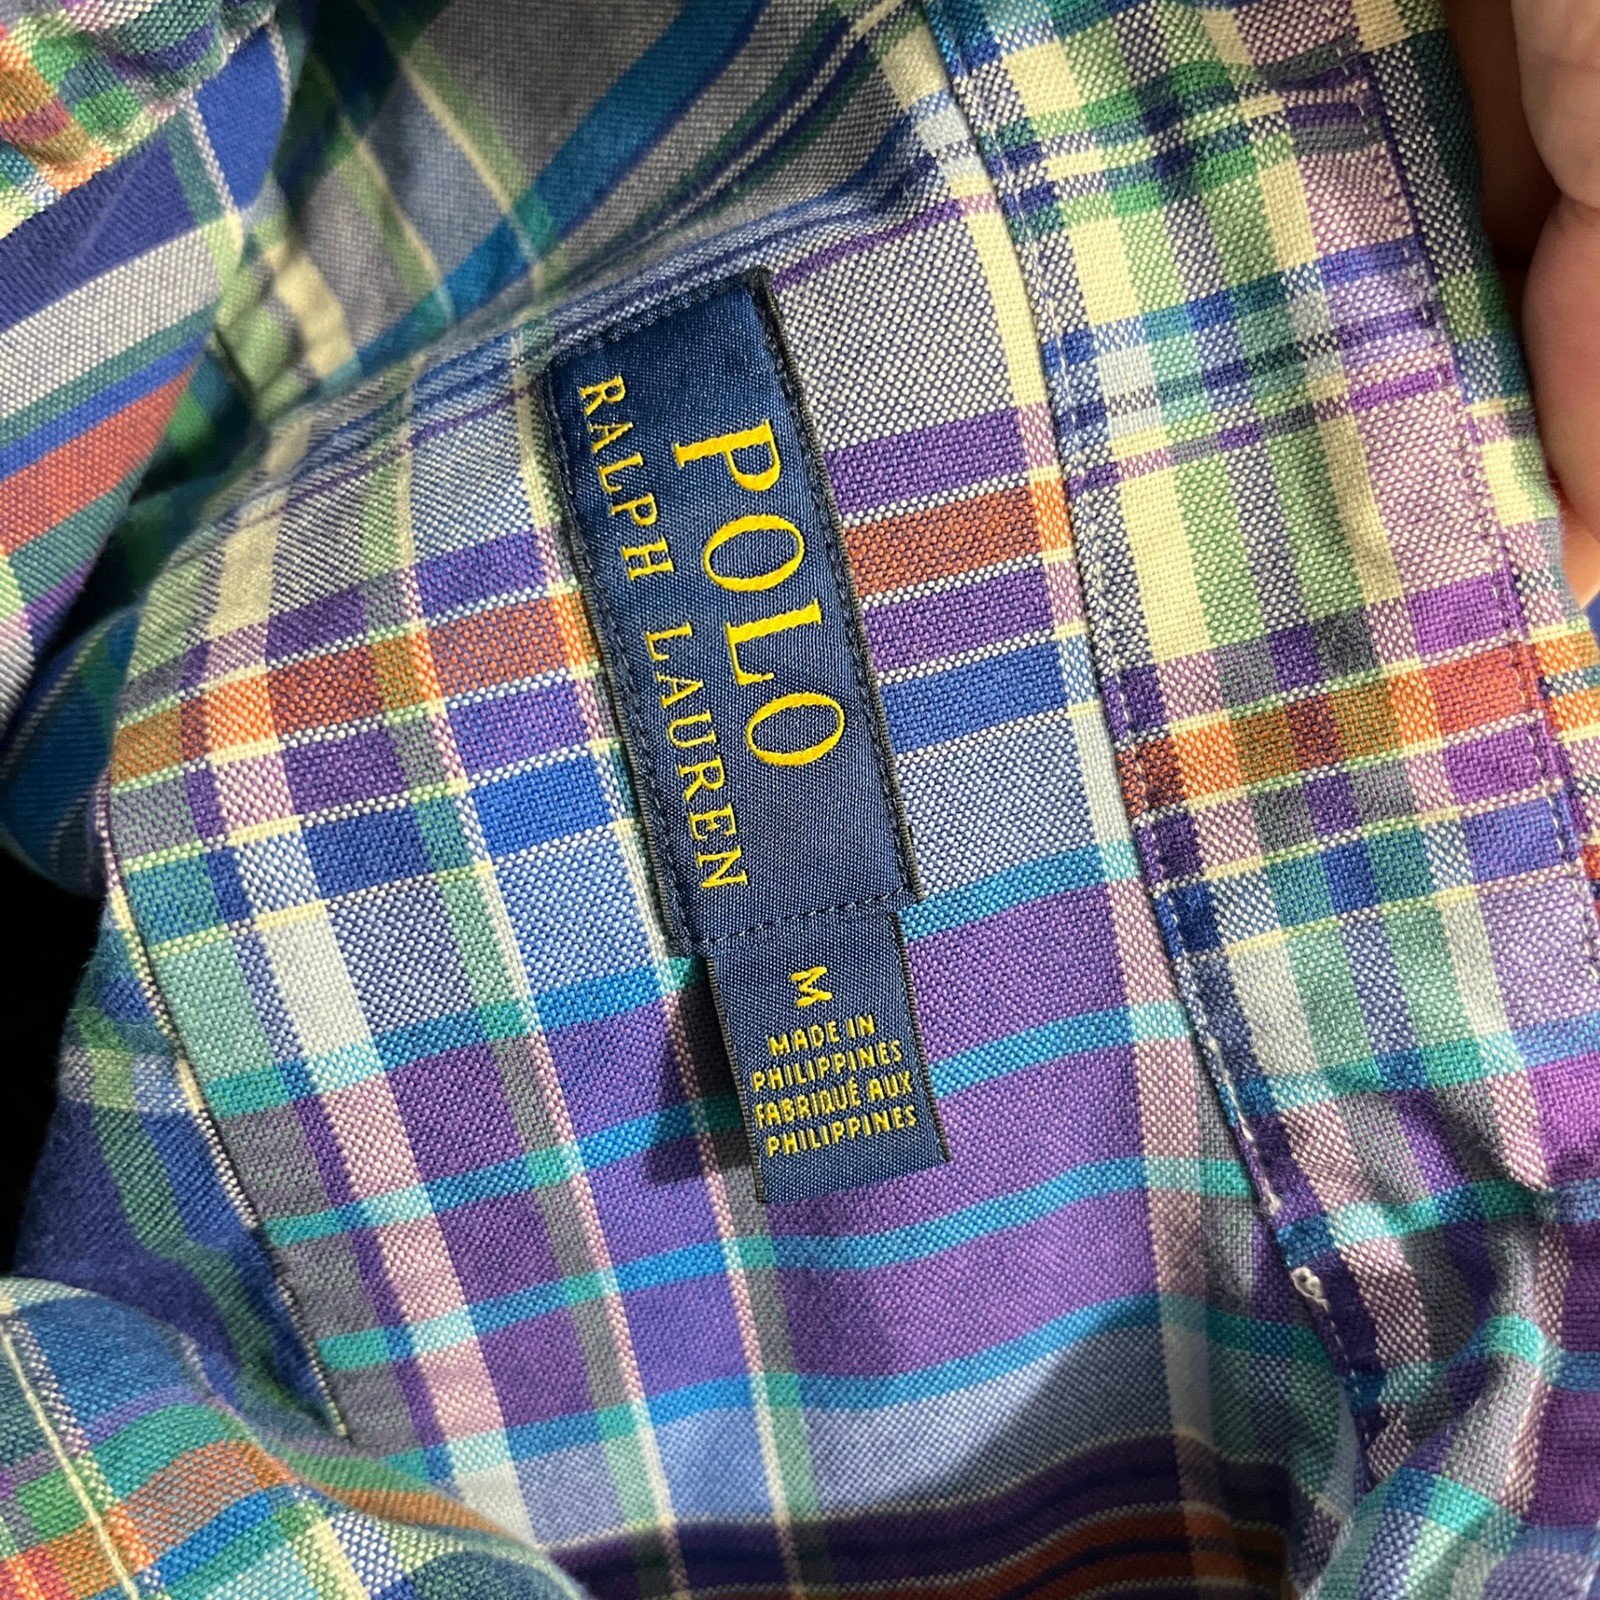 POLO
RALPH LAUREN
M
MADE IN
PHILIPPINES
FABRIQUÉ AUX
PHILIPPINES